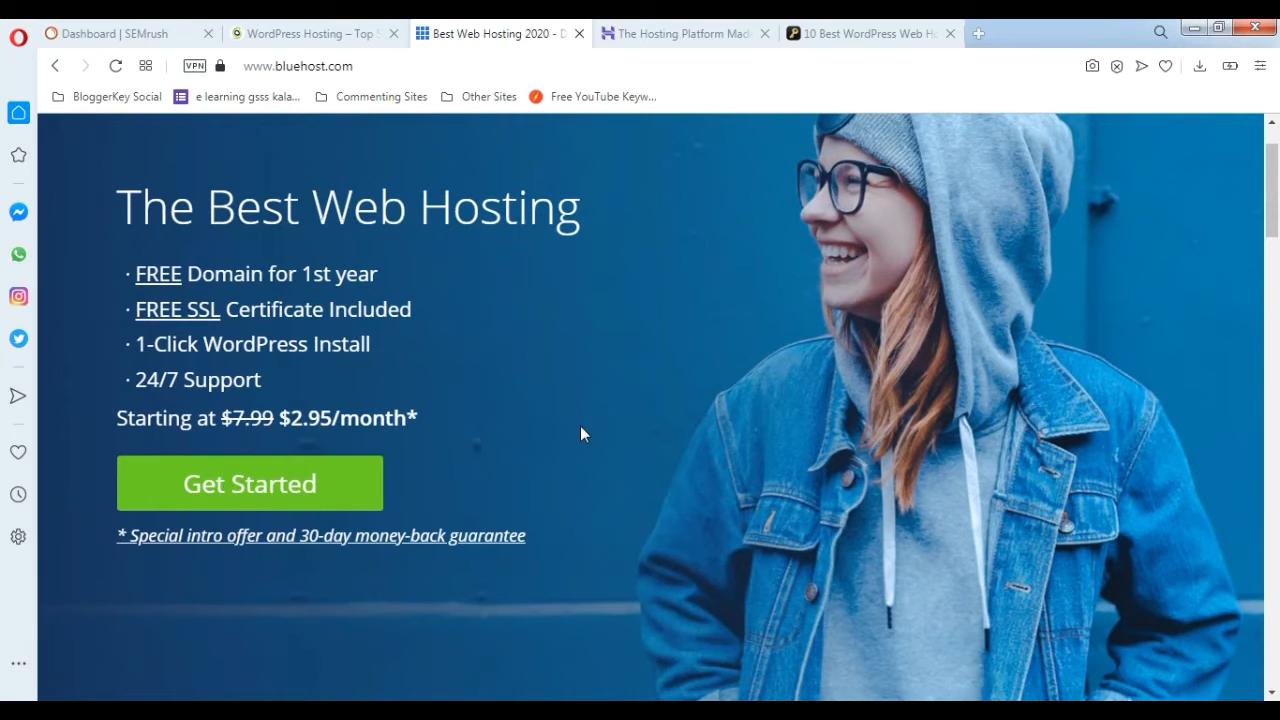 Dashboard | SEMrush
WordPress Hosting – Top
Best Web Hosting 2020 -
The Hosting Platform Mad
10 Best WordPress Web
VPN
www.bluehost.com
BloggerKey Social
e learning gsss kala...
Commenting Sites
Other Sites
Free YouTube Keyw...
The Best Web Hosting
· FREE Domain for 1st year
· FREE SSL Certificate Included
· 1-Click WordPress Install
· 24/7 Support
Starting at $7.99 $2.95/month*
Get Started
* Special intro offer and 30-day money-back guarantee